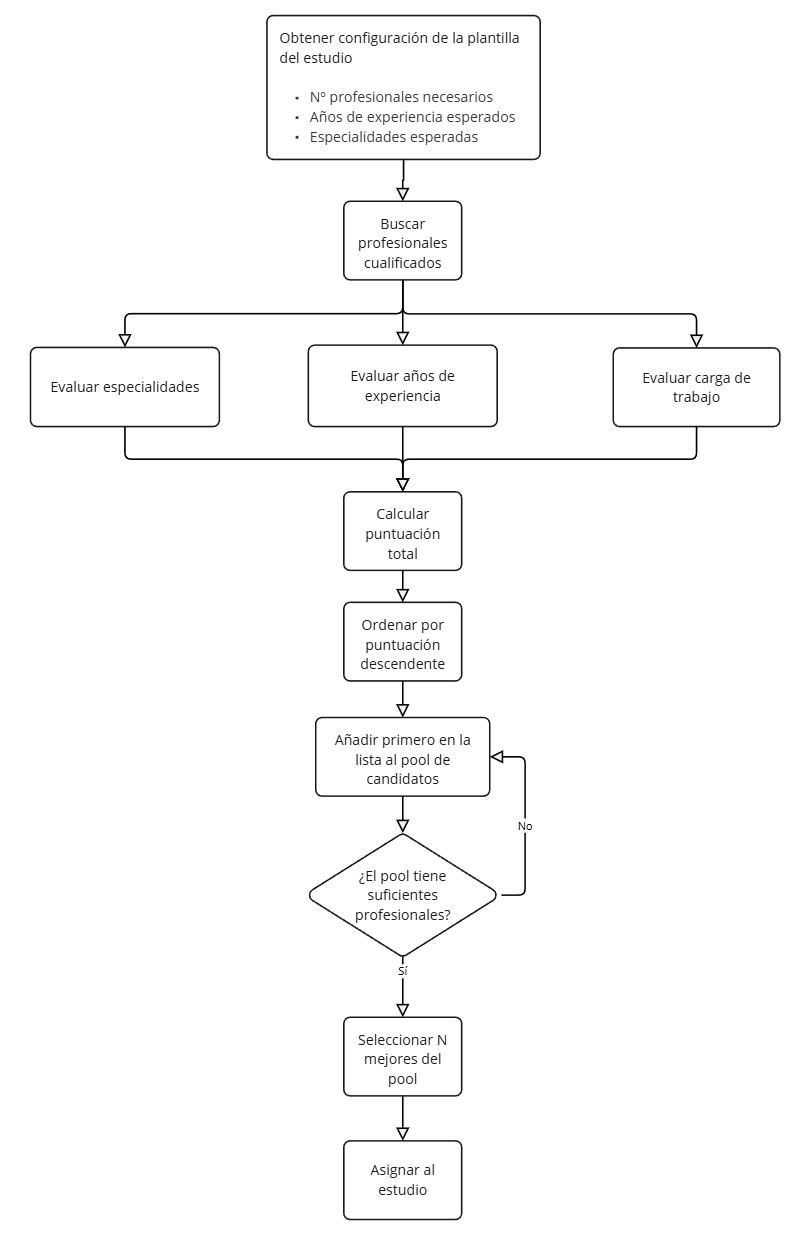 Obtener configuración de la plantilla
del estudio
• Nº profesionales necesarios
• Años de experiencia esperados
• Especialidades esperadas
Buscar
profesionales
cualificados
Evaluar especialidades
Evaluar años de
experiencia
Evaluar carga de
trabajo
Calcular
puntuación
total
Ordenar por
puntuación
descendente
Añadir primero en la
lista al pool de
candidatos
No
¿El pool tiene
suficientes
profesionales?
Sí
Seleccionar N
mejores del
pool
Asignar al
estudio